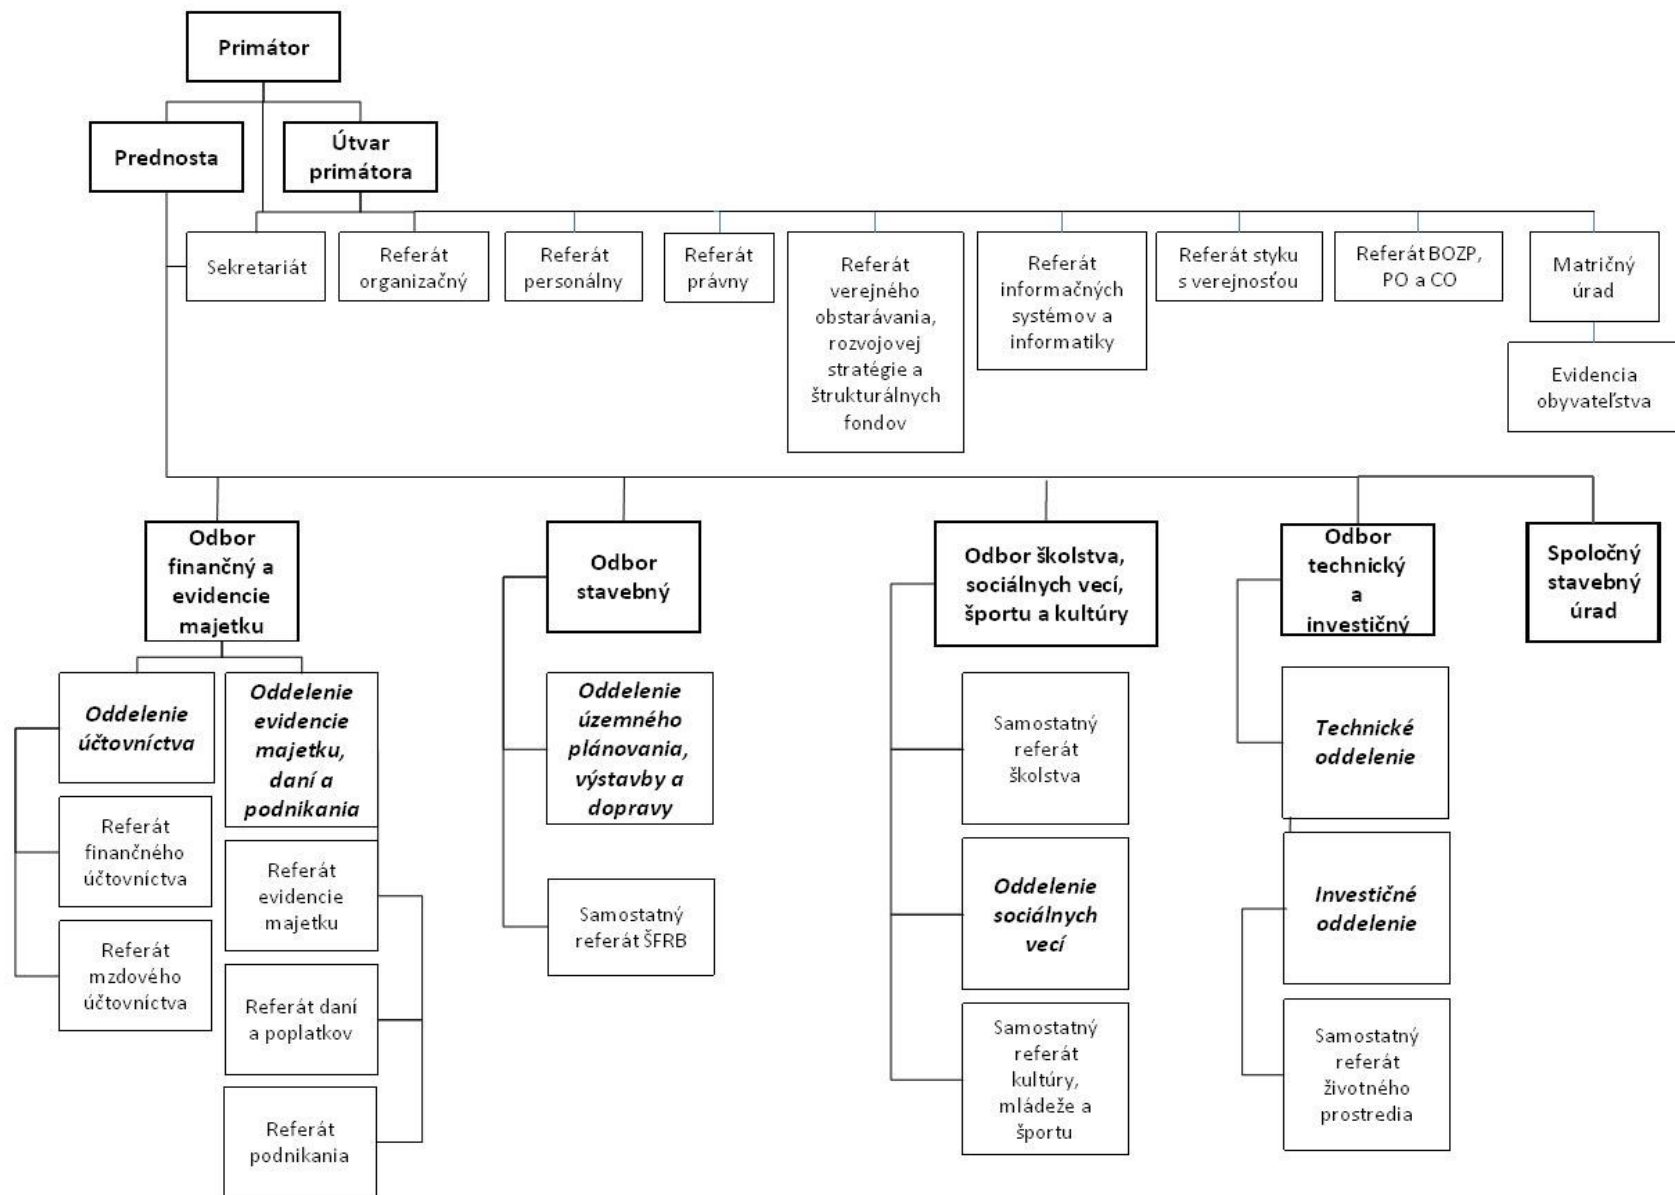 Primátor
Prednosta
Útvar
primátora
Sekretariát
Referát
organizačný
Referát
personálny
Referát
právny
Referát
verejného
obstarávania,
rozvojovej
stratégie a
štrukturálnych
fondov
Referát
informačných
systémov a
informatiky
Referát styku
s verejnosťou
Referát BOZP,
PO a CO
Matričný
úrad
Evidencia
obyvateľstva
Odbor
finančný a
evidencie
majetku
Odbor
stavebný
Odbor školstva,
sociálnych vecí,
športu a kultúry
Odbor
technický
a
investičný
Spoločný
stavebný
úrad
Oddelenie
účtovníctva
Referát
finančného
účtovníctva
Referát
mzdového
účtovníctva
Oddelenie
evidencie
majetku,
daní a
podnikania
Referát
evidencie
majetku
Referát daní
a poplatkov
Referát
podnikania
Oddelenie
územného
plánovania,
výstavby a
dopravy
Samostatný
referát ŠFRB
Samostatný
referát
školstva
Oddelenie
sociálnych
vecí
Samostatný
referát
kultúry,
mládeže a
športu
Technické
oddelenie
Investičné
oddelenie
Samostatný
referát
životného
prostredia